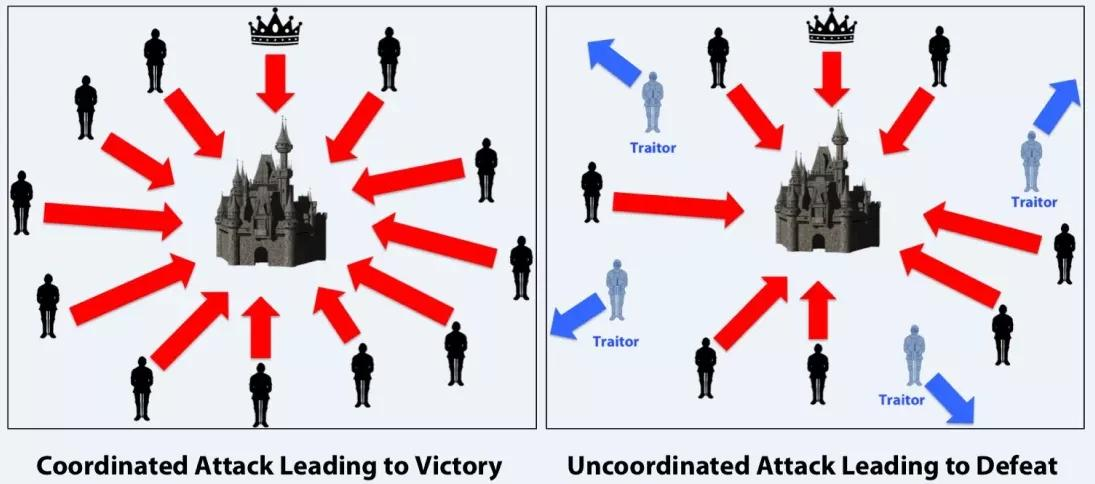 Traitor
Traitor
Traitor
Traitor
Coordinated Attack Leading to Victory
Uncoordinated Attack Leading to Defeat